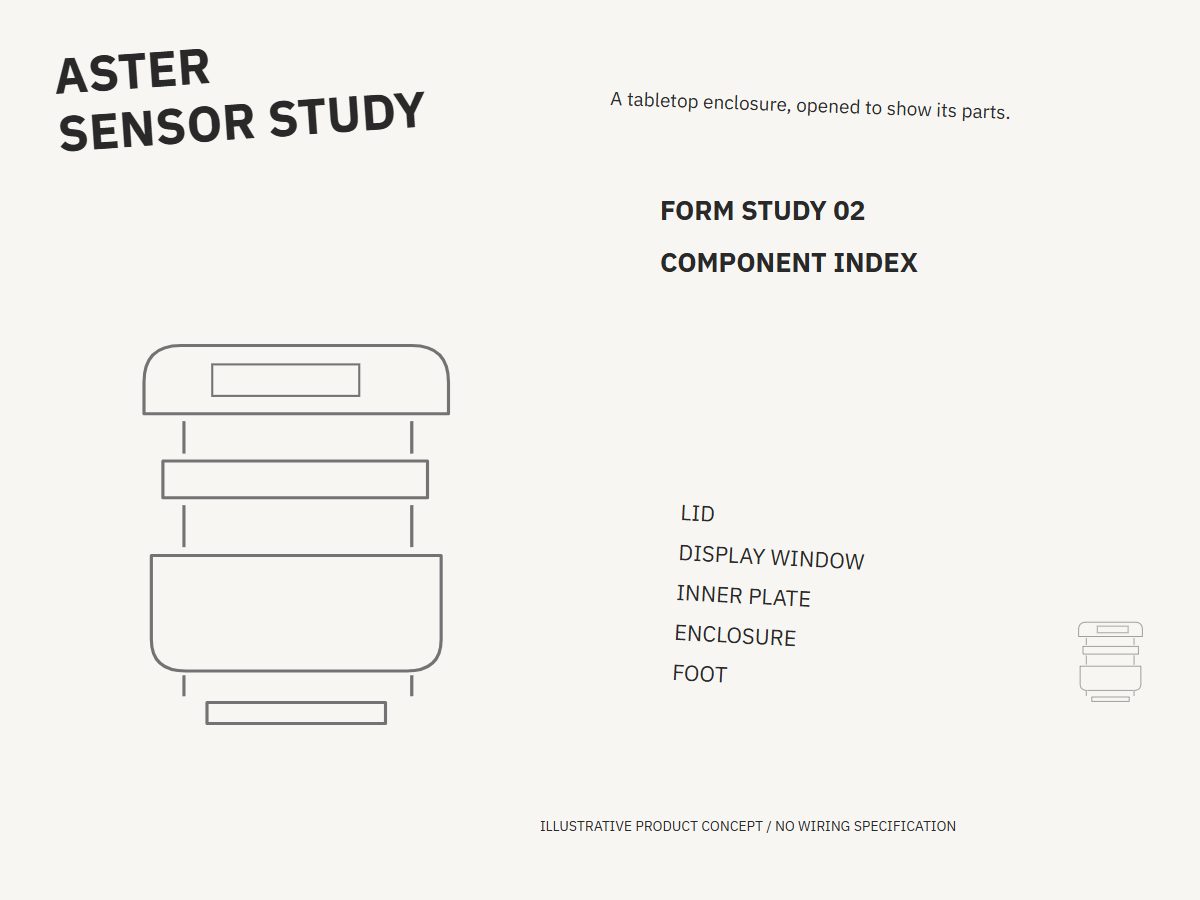 ASTER
SENSOR STUDY
A tabletop enclosure, opened to show its parts.
FORM STUDY 02
COMPONENT INDEX
LID
DISPLAY WINDOW
INNER PLATE
ENCLOSURE
FOOT
ILLUSTRATIVE PRODUCT CONCEPT / NO WIRING SPECIFICATION